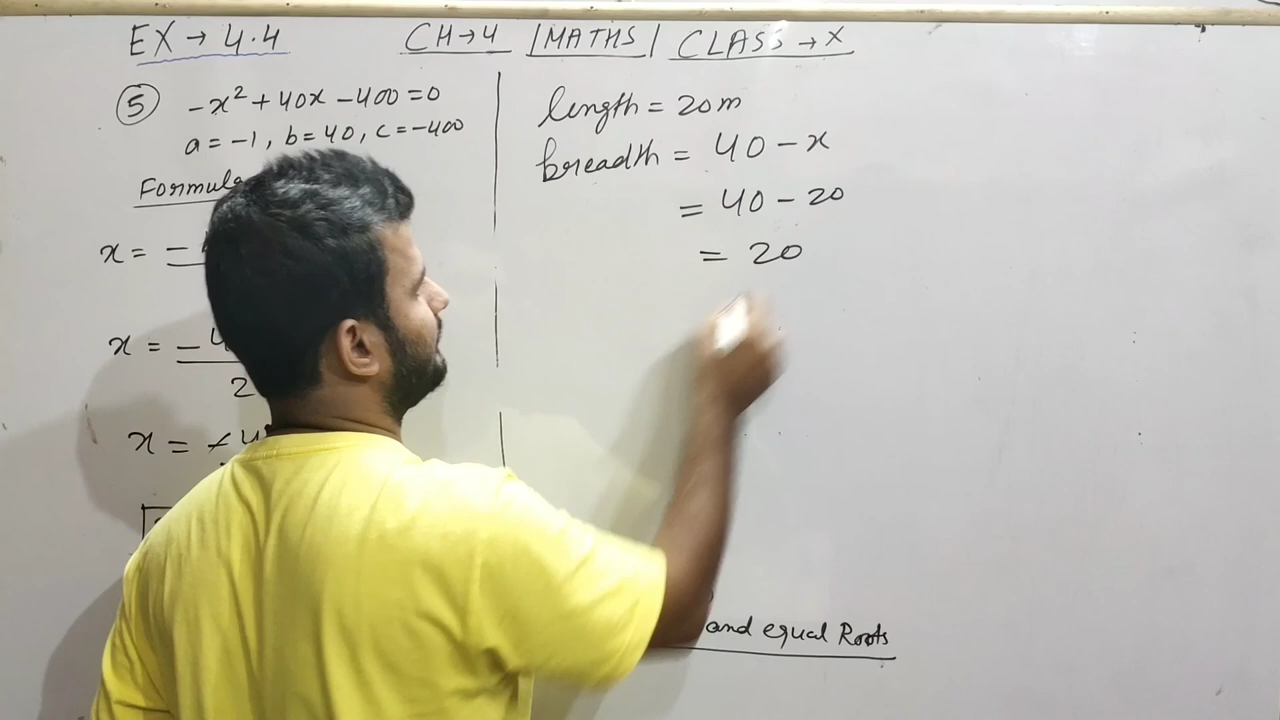 EX → 4.4 CH→4 | MATHS | CLASS → X
5 -x² + 40x - 400 = 0
a = -1, b = 40, c = -400
Formula
x = -
x = -4
2
x = -4
length = 20m
breadth = 40 - x
= 40 - 20
= 20
and equal Roots